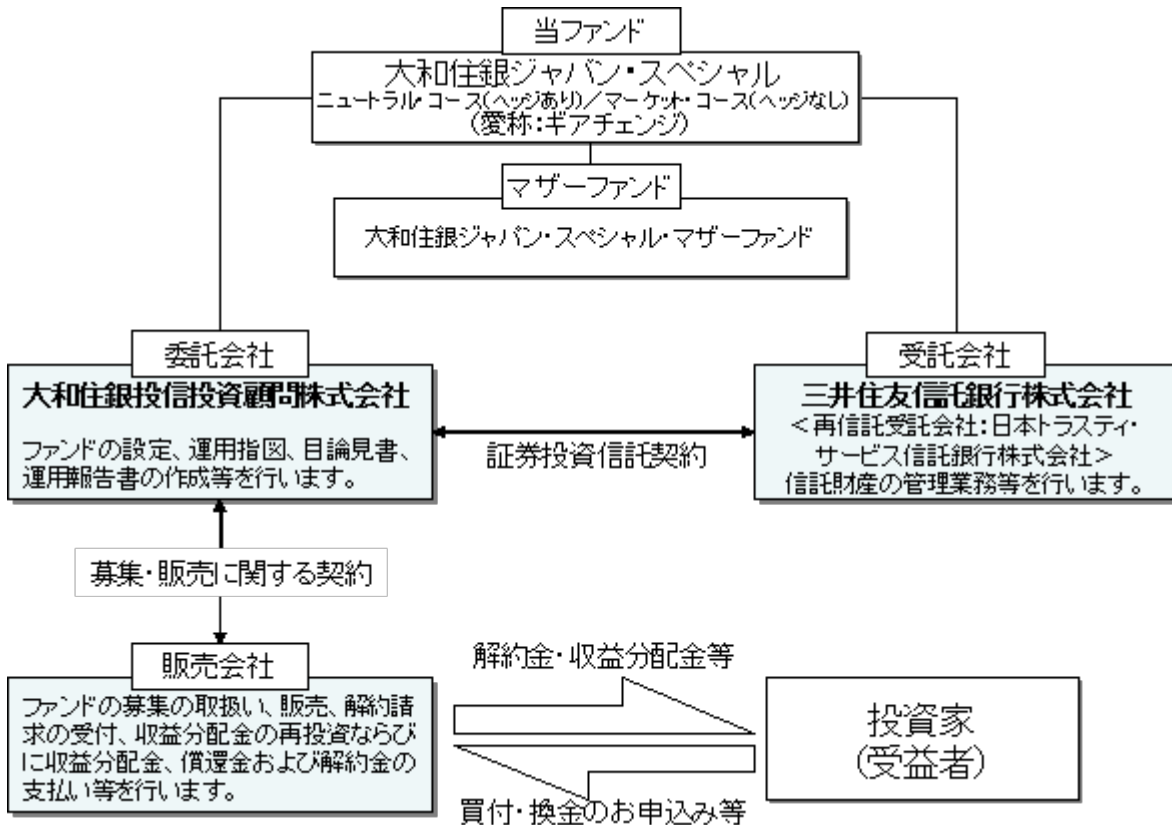 当ファンド
大和住銀ジャパン・スペシャル
ニュートラル・コース(ヘッジあり)/マーケット・コース(ヘッジなし)
(愛称:ギアチェンジ)
マザーファンド
大和住銀ジャパン・スペシャル・マザーファンド
委託会社
大和住銀投信投資顧問株式会社
ファンドの設定、運用指図、目論見書、
運用報告書の作成等を行います。
証券投資信託契約
受託会社
三井住友信託銀行株式会社
<再信託受託会社:日本トラスティ・
サービス信託銀行株式会社>
信託財産の管理業務等を行います。
募集・販売に関する契約
販売会社
ファンドの募集の取扱い、販売、解約請
求の受付、収益分配金の再投資ならび
に収益分配金、償還金および解約金の
支払い等を行います。
解約金・収益分配金等
買付・換金のお申込み等
投資家
(受益者)